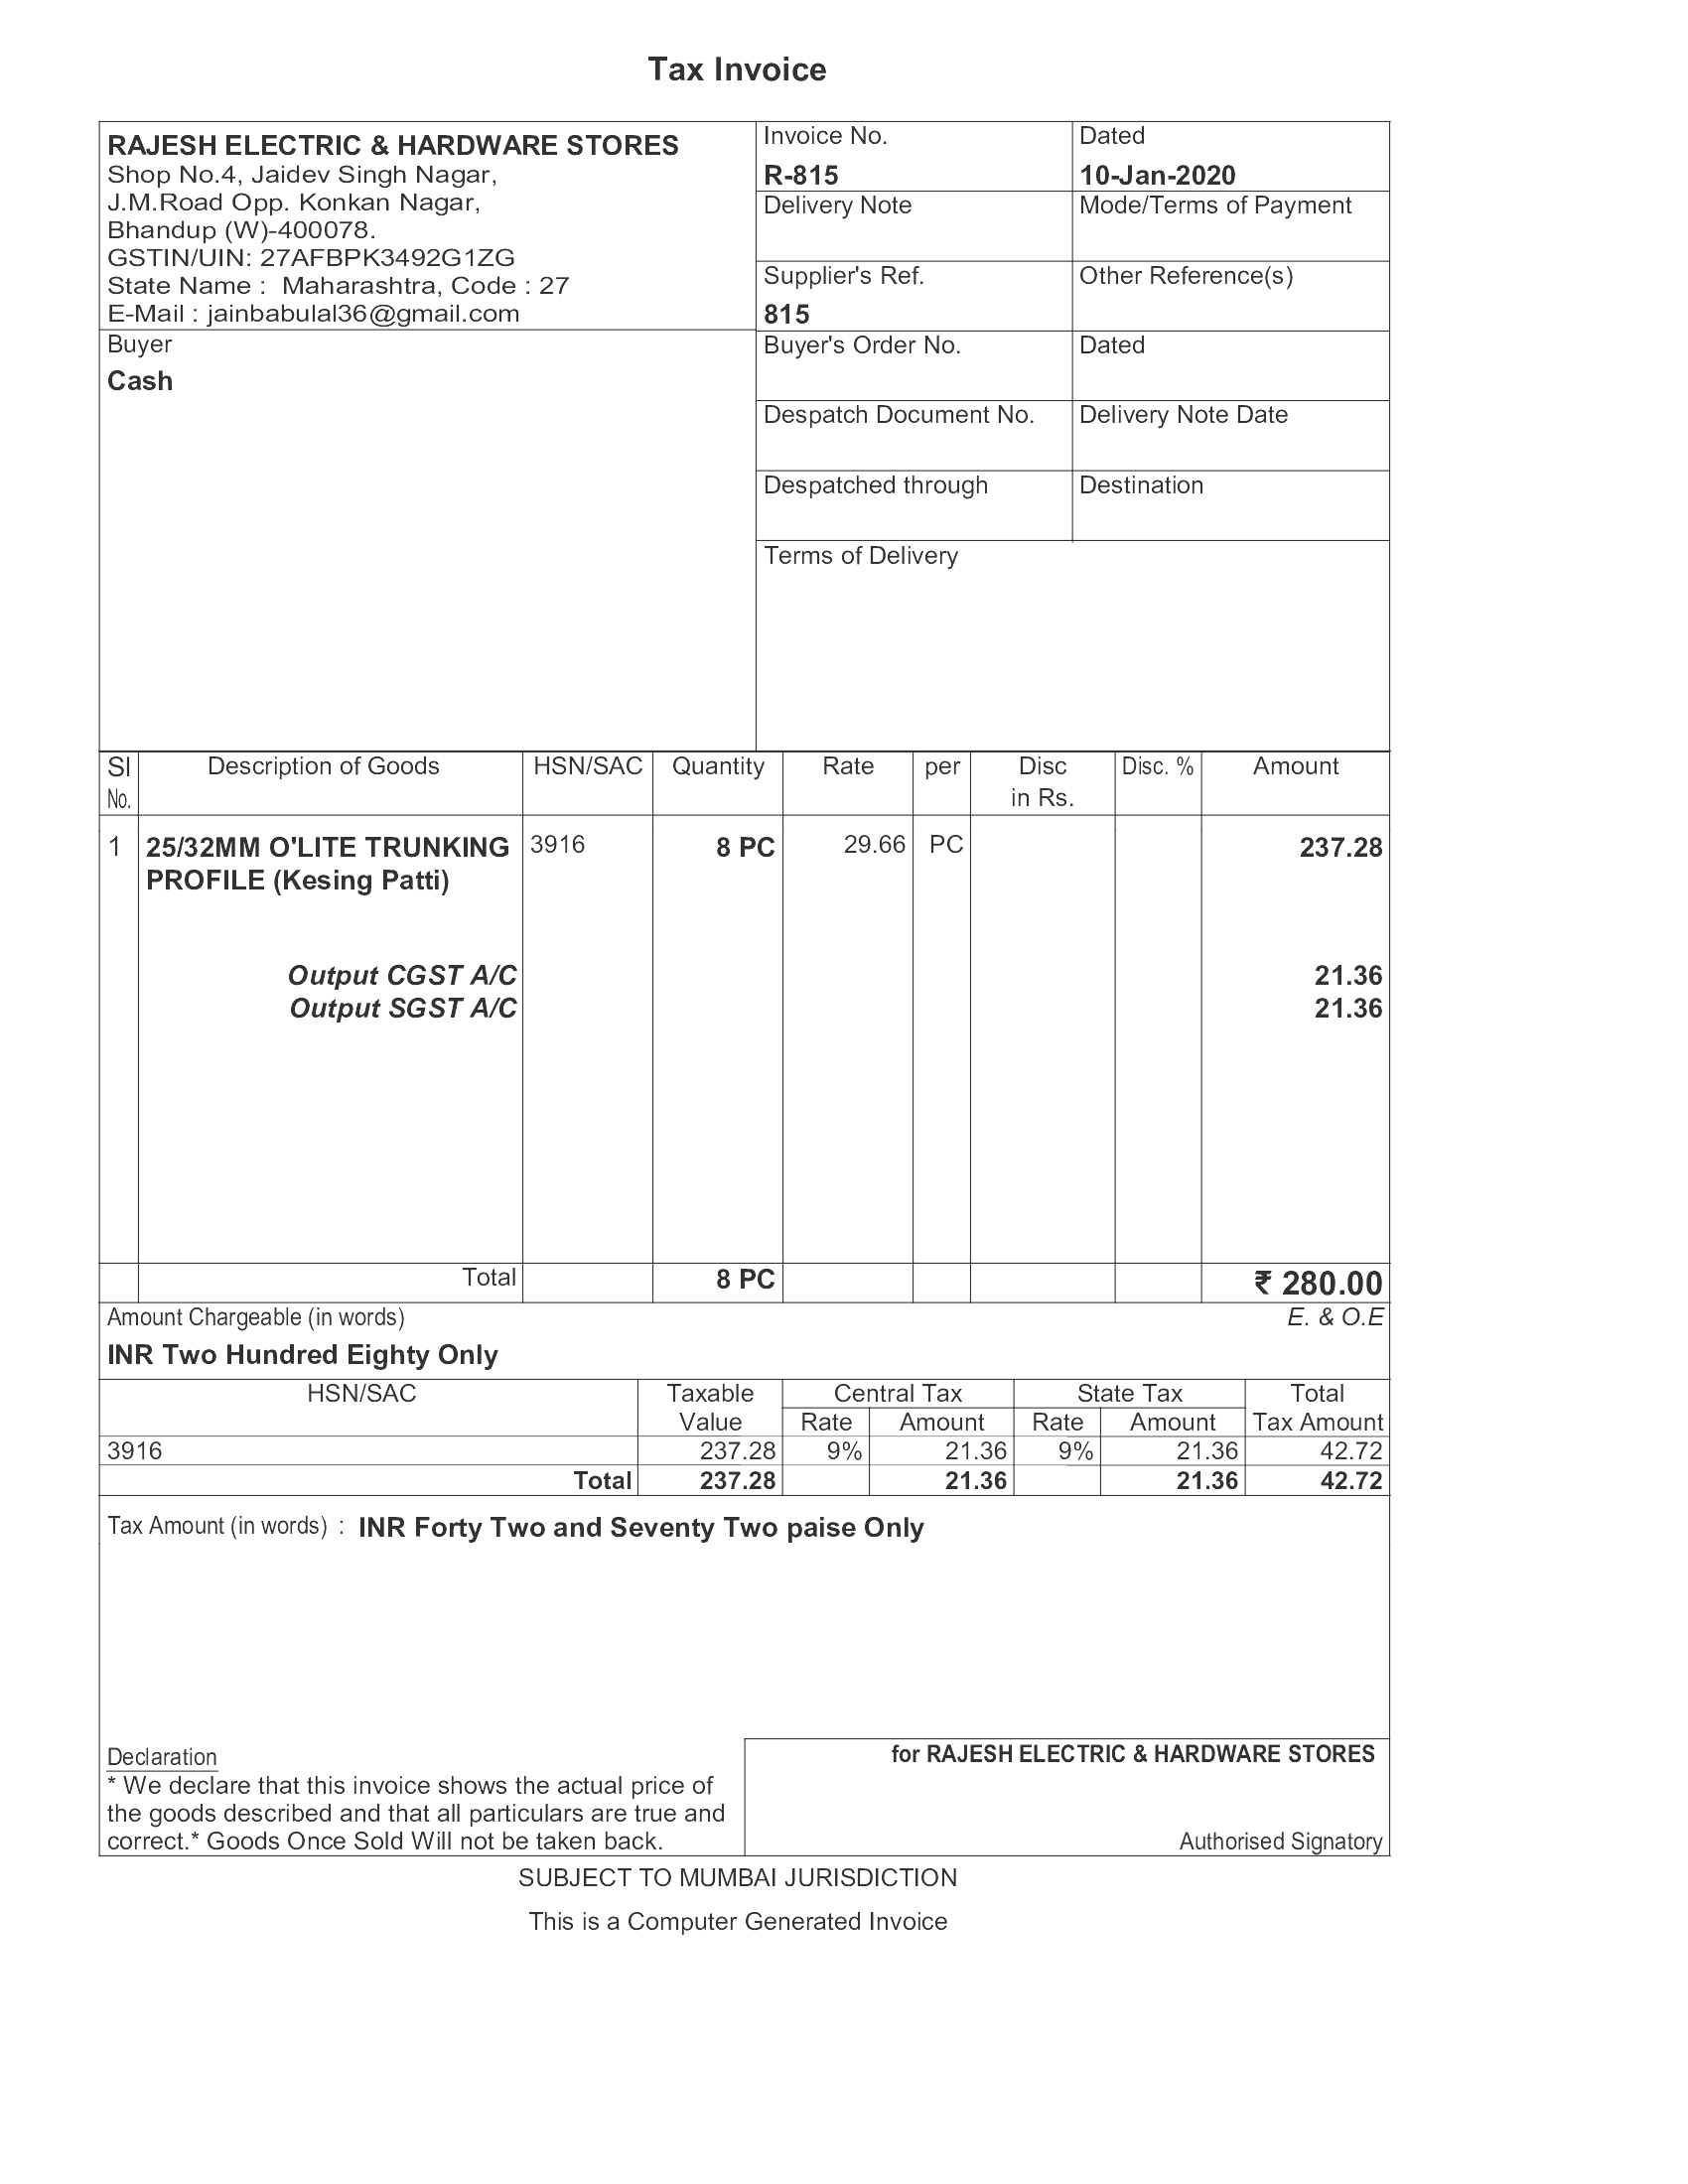 Tax Invoice
RAJESH ELECTRIC & HARDWARE STORES
Shop No.4, Jaidev Singh Nagar,
J.M.Road Opp. Konkan Nagar,
Bhandup (W)-400078.
GSTIN/UIN: 27AFBPK3492G1ZG
State Name : Maharashtra, Code : 27
E-Mail : jainbabulal36@gmail.com
Invoice No. Dated
R-815 10-Jan-2020
Delivery Note Mode/Terms of Payment
Supplier's Ref. Other Reference(s)
815
Buyer
Cash
Buyer's Order No. Dated
Despatch Document No. Delivery Note Date
Despatched through Destination
Terms of Delivery
Sl Description of Goods HSN/SAC Quantity Rate per Disc Disc. % Amount
No. in Rs.
1 25/32MM O'LITE TRUNKING 3916 8 PC 29.66 PC 237.28
PROFILE (Kesing Patti)
Output CGST A/C 21.36
Output SGST A/C 21.36
Total 8 PC ₹ 280.00
Amount Chargeable (in words) E. & O.E
INR Two Hundred Eighty Only
HSN/SAC Taxable Central Tax State Tax Total
Value Rate Amount Rate Amount Tax Amount
3916 237.28 9% 21.36 9% 21.36 42.72
Total 237.28 21.36 21.36 42.72
Tax Amount (in words) : INR Forty Two and Seventy Two paise Only
Declaration
* We declare that this invoice shows the actual price of
the goods described and that all particulars are true and
correct.* Goods Once Sold Will not be taken back.
for RAJESH ELECTRIC & HARDWARE STORES
Authorised Signatory
SUBJECT TO MUMBAI JURISDICTION
This is a Computer Generated Invoice